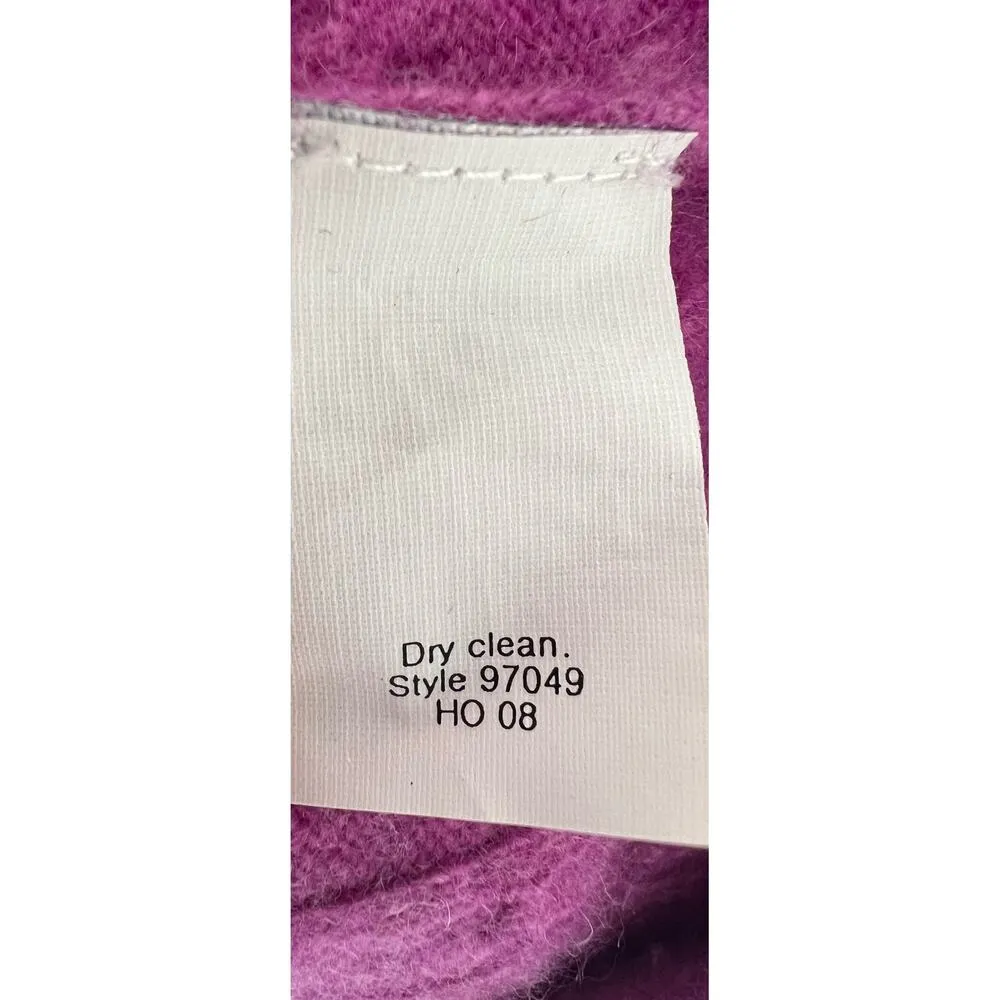 Dry clean.
Style 97049
HO 08